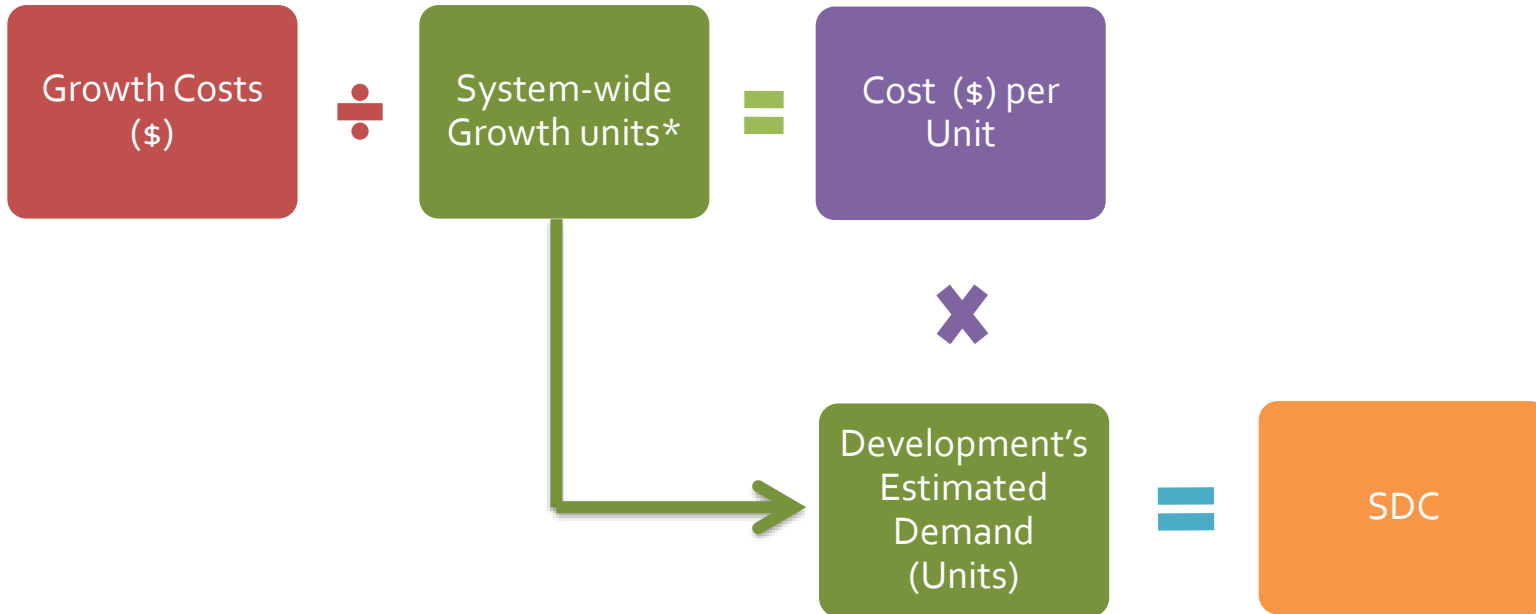 Growth Costs
($)
÷
System-wide
Growth units*
=
Cost  ($) per
Unit
×
Development’s
Estimated
Demand
(Units)
=
SDC